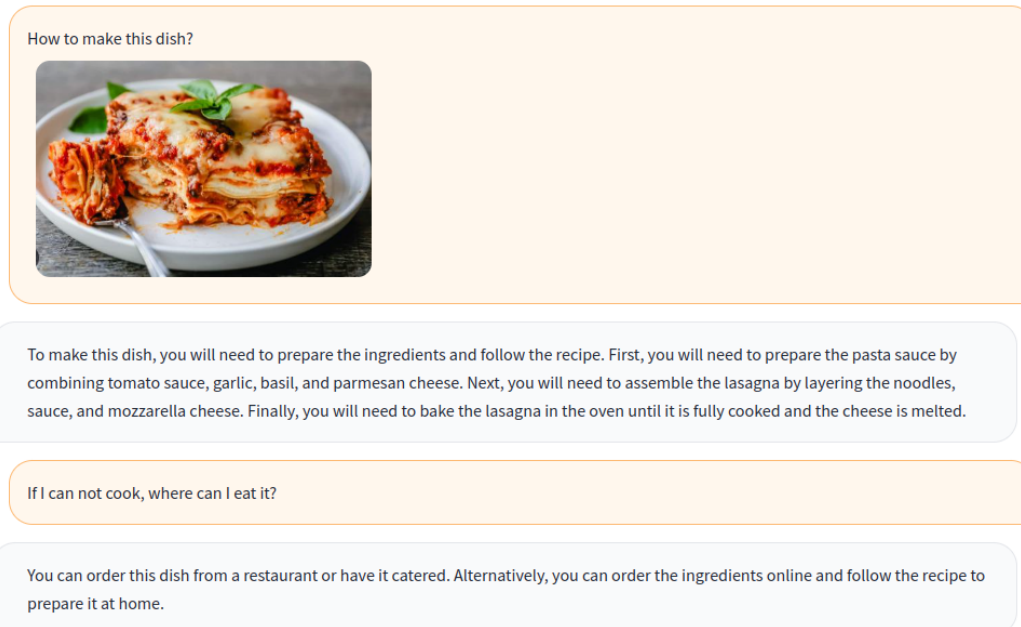 How to make this dish?
To make this dish, you will need to prepare the ingredients and follow the recipe. First, you will need to prepare the pasta sauce by
combining tomato sauce, garlic, basil, and parmesan cheese. Next, you will need to assemble the lasagna by layering the noodles,
sauce, and mozzarella cheese. Finally, you will need to bake the lasagna in the oven until it is fully cooked and the cheese is melted.
If I can not cook, where can I eat it?
You can order this dish from a restaurant or have it catered. Alternatively, you can order the ingredients online and follow the recipe to
prepare it at home.